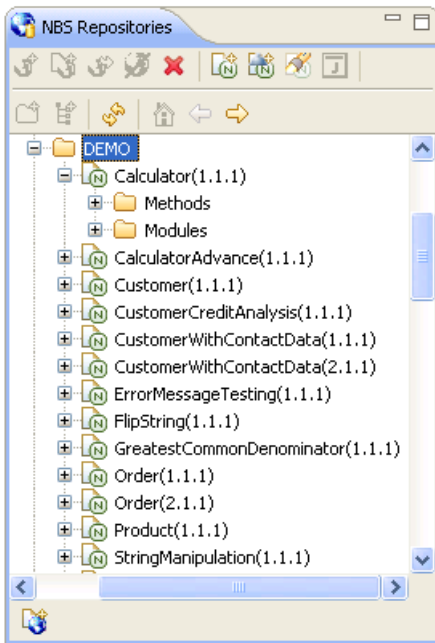 NBS Repositories
DEMO
Calculator(1.1.1)
Methods
Modules
CalculatorAdvance(1.1.1)
Customer(1.1.1)
CustomerCreditAnalysis(1.1.1)
CustomerWithContactData(1.1.1)
CustomerWithContactData(2.1.1)
ErrorMessageTesting(1.1.1)
FlipString(1.1.1)
GreatestCommonDenominator(1.1.1)
Order(1.1.1)
Order(2.1.1)
Product(1.1.1)
StringManipulation(1.1.1)